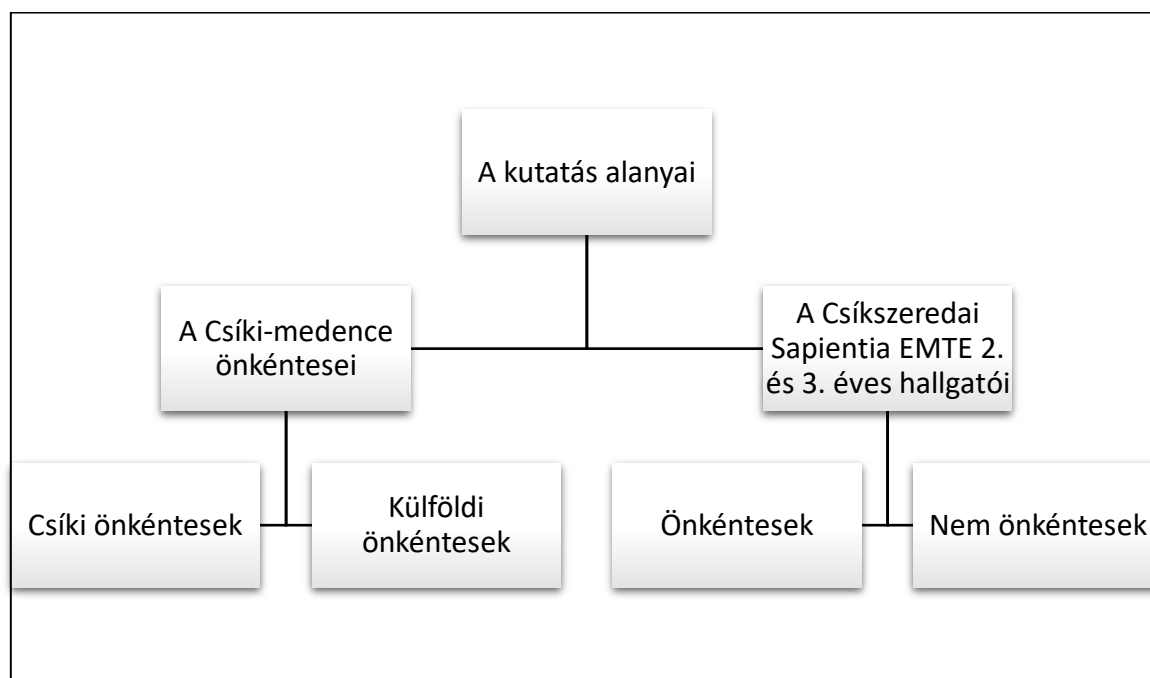 A kutatás alanyai
A Csíki-medence
önkéntesei
A Csíkszeredai
Sapientia EMTE 2.
és 3. éves hallgatói
Csíki önkéntesek
Külföldi
önkéntesek
Önkéntesek
Nem önkéntesek